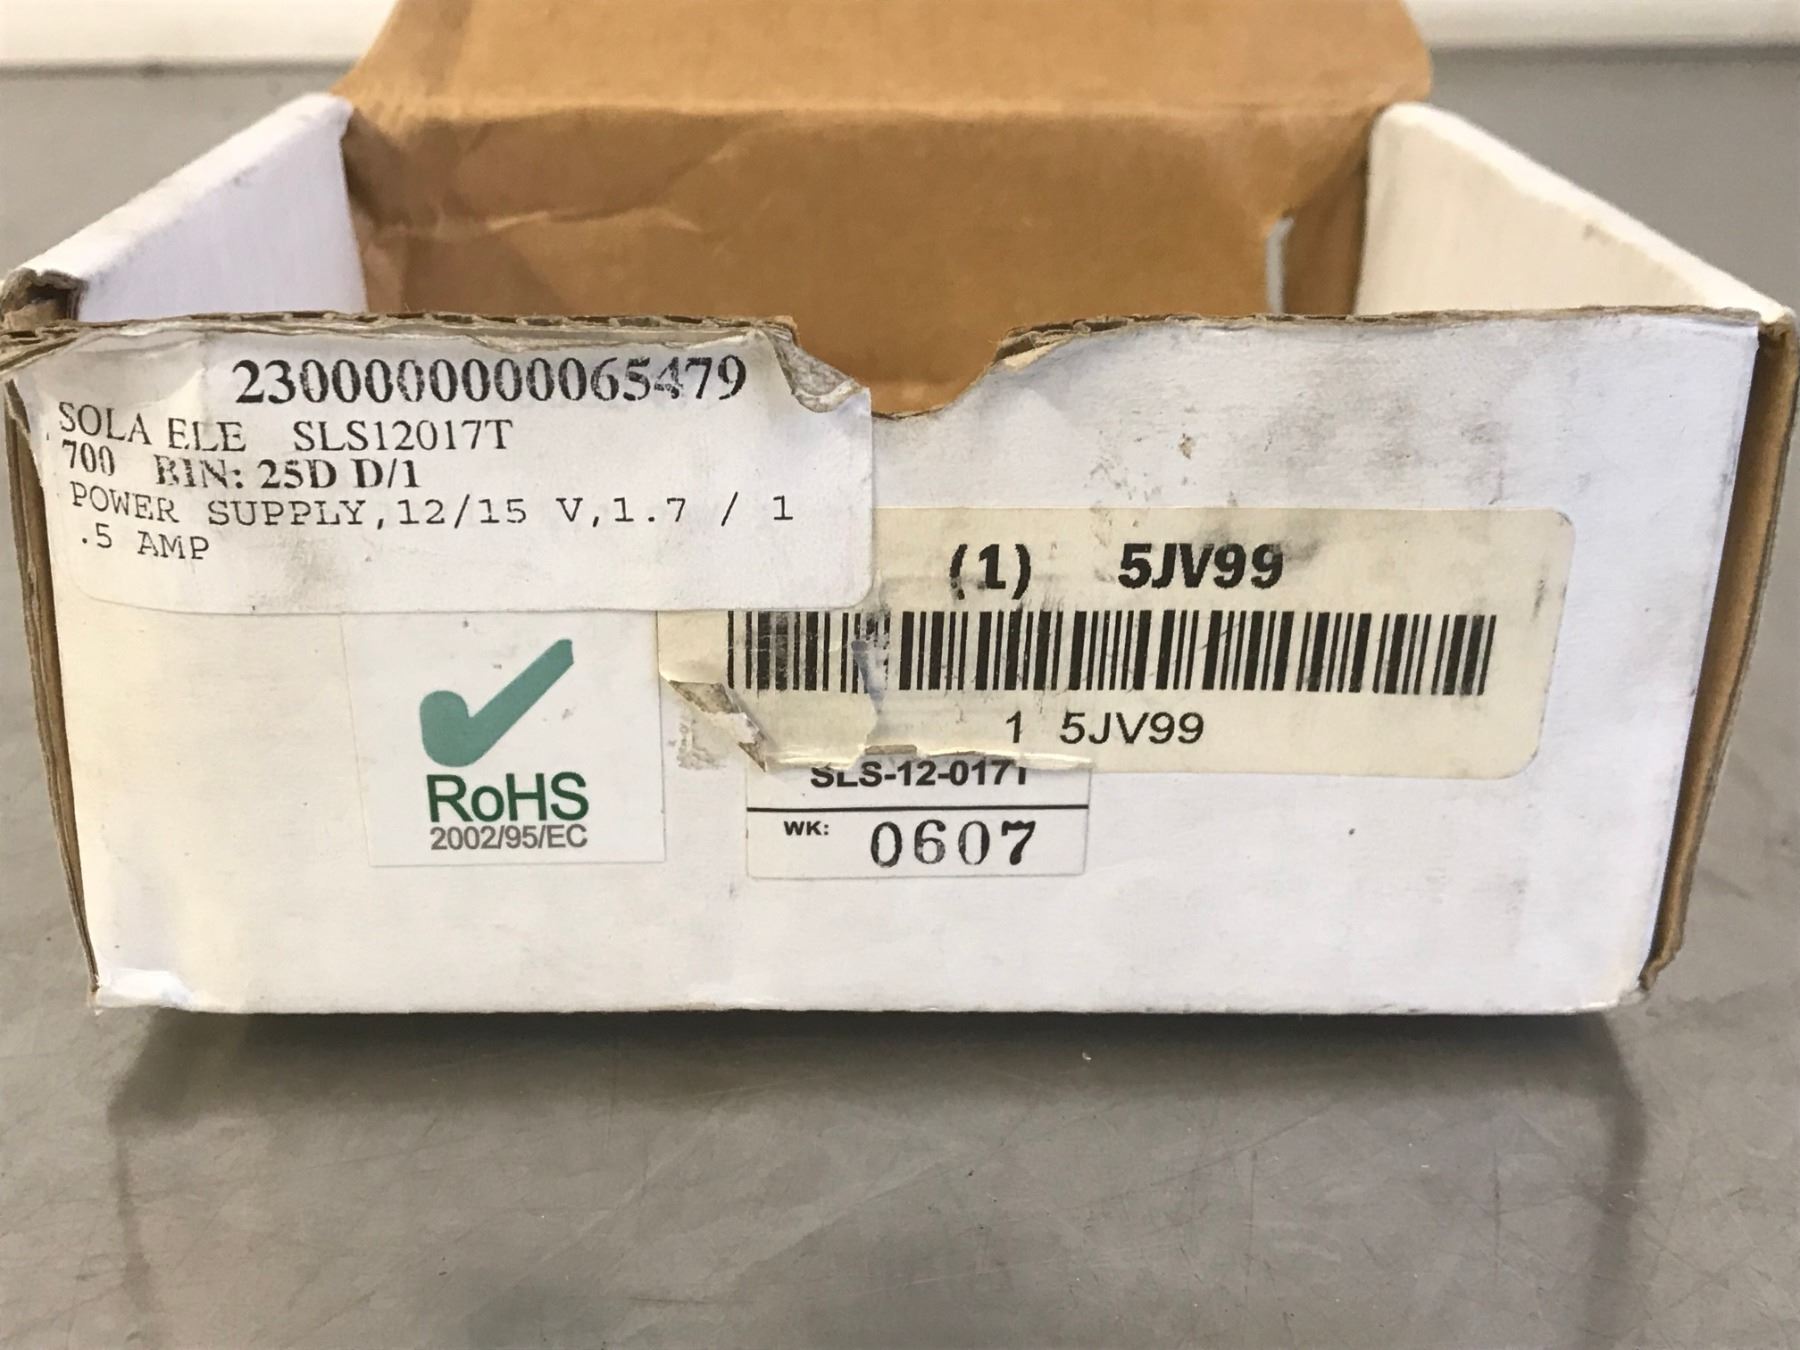 2300000000065479
SOLA ELE SLS12017T
700 BIN: 25D D/1
POWER SUPPLY,12/15 V,1.7 / 1
.5 AMP
(1) 5JV99
1 5JV99
RoHS
2002/95/EC
SLS-12-017T
WK: 0607